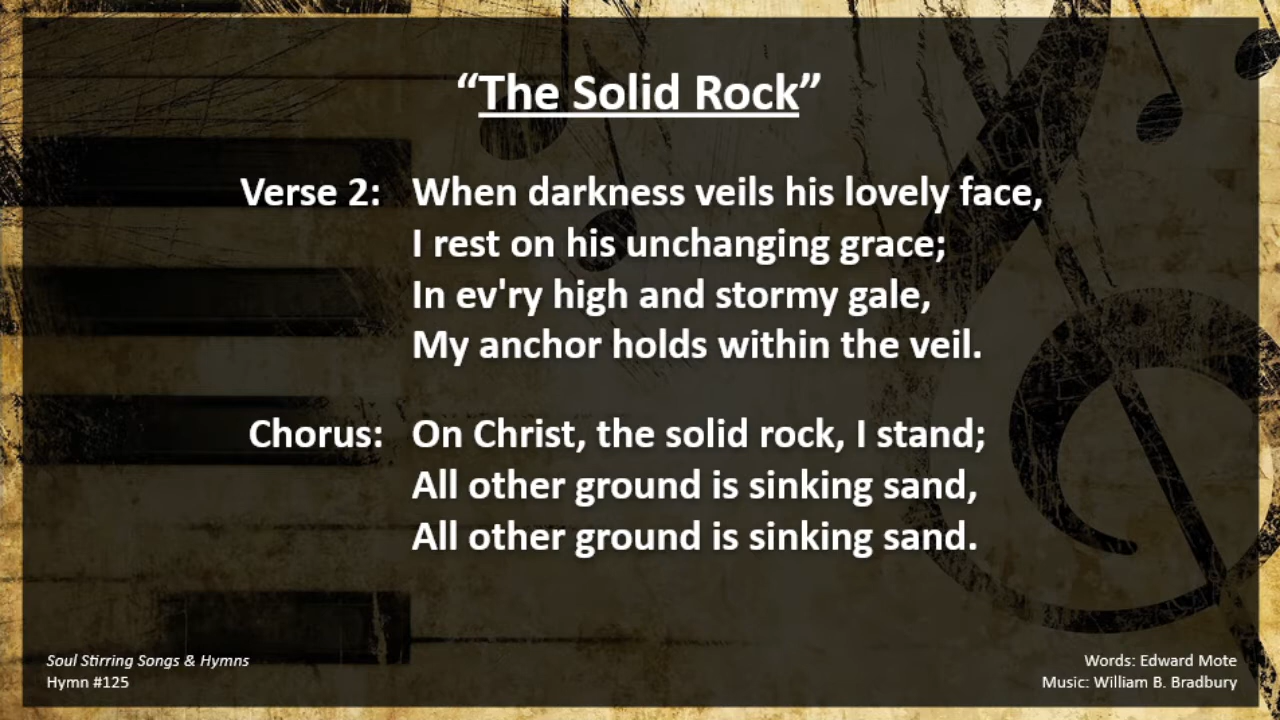 “The Solid Rock”
Verse 2: When darkness veils his lovely face,
I rest on his unchanging grace;
In ev'ry high and stormy gale,
My anchor holds within the veil.
Chorus: On Christ, the solid rock, I stand;
All other ground is sinking sand,
All other ground is sinking sand.
Soul Stirring Songs & Hymns
Hymn #125
Words: Edward Mote
Music: William B. Bradbury